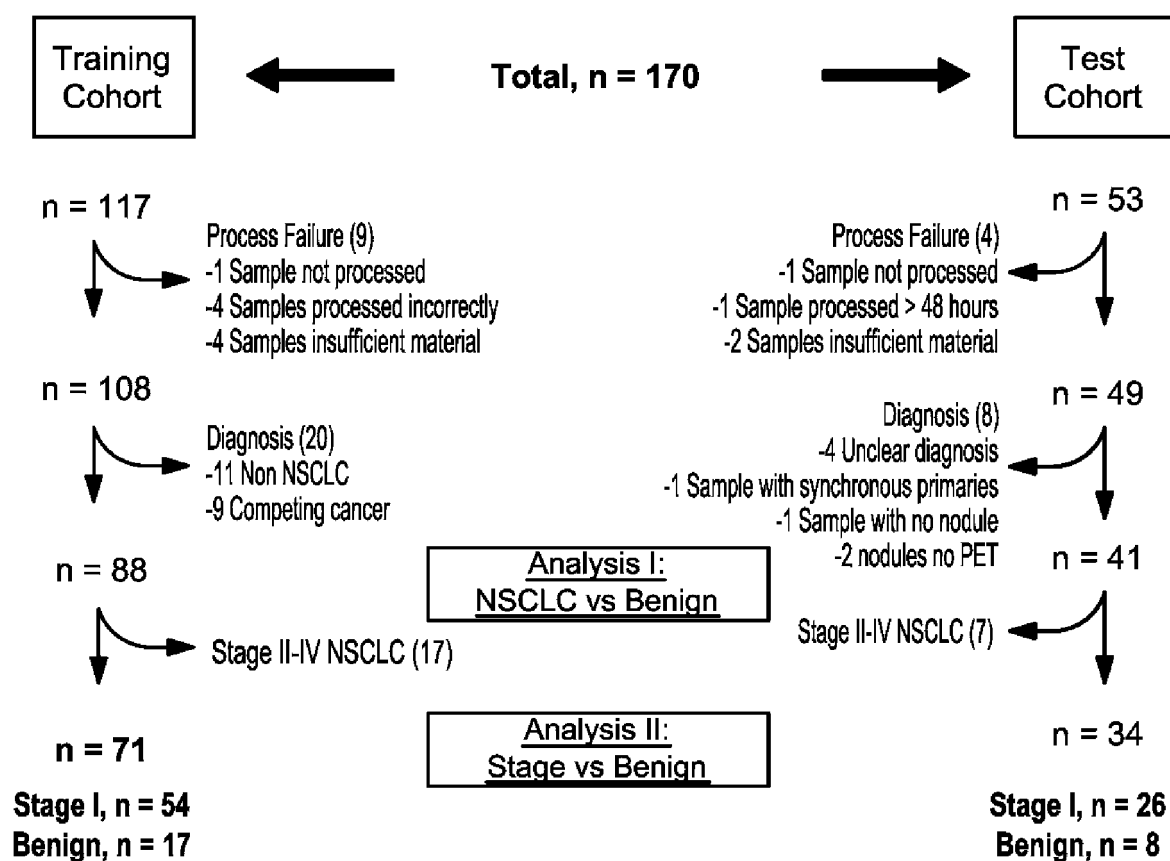 Training
Cohort
Total, n = 170
Test
Cohort
n = 117
Process Failure (9)
-1 Sample not processed
-4 Samples processed incorrectly
-4 Samples insufficient material
n = 108
Diagnosis (20)
-11 Non NSCLC
-9 Competing cancer
n = 88
Stage II-IV NSCLC (17)
n = 71
Stage I, n = 54
Benign, n = 17
Analysis I:
NSCLC vs Benign
Analysis II:
Stage vs Benign
n = 53
Process Failure (4)
-1 Sample not processed
-1 Sample processed > 48 hours
-2 Samples insufficient material
n = 49
Diagnosis (8)
-4 Unclear diagnosis
-1 Sample with synchronous primaries
-1 Sample with no nodule
-2 nodules no PET
n = 41
Stage II-IV NSCLC (7)
n = 34
Stage I, n = 26
Benign, n = 8